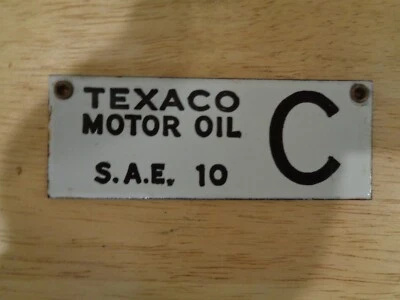 TEXACO
MOTOR OIL
S.A.E. 10
C